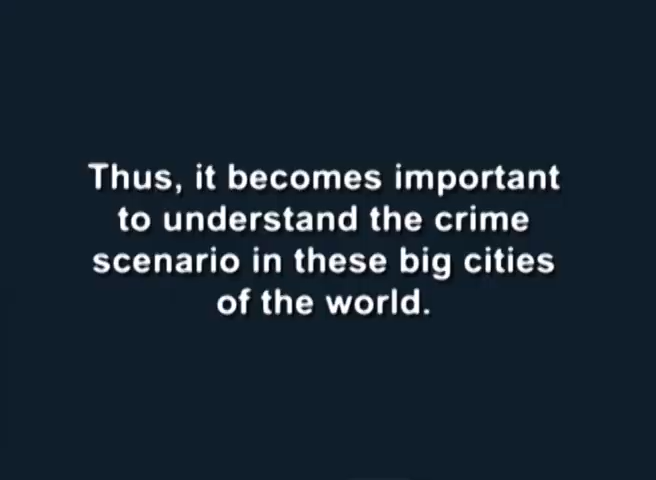 Thus, it becomes important
to understand the crime
scenario in these big cities
of the world.